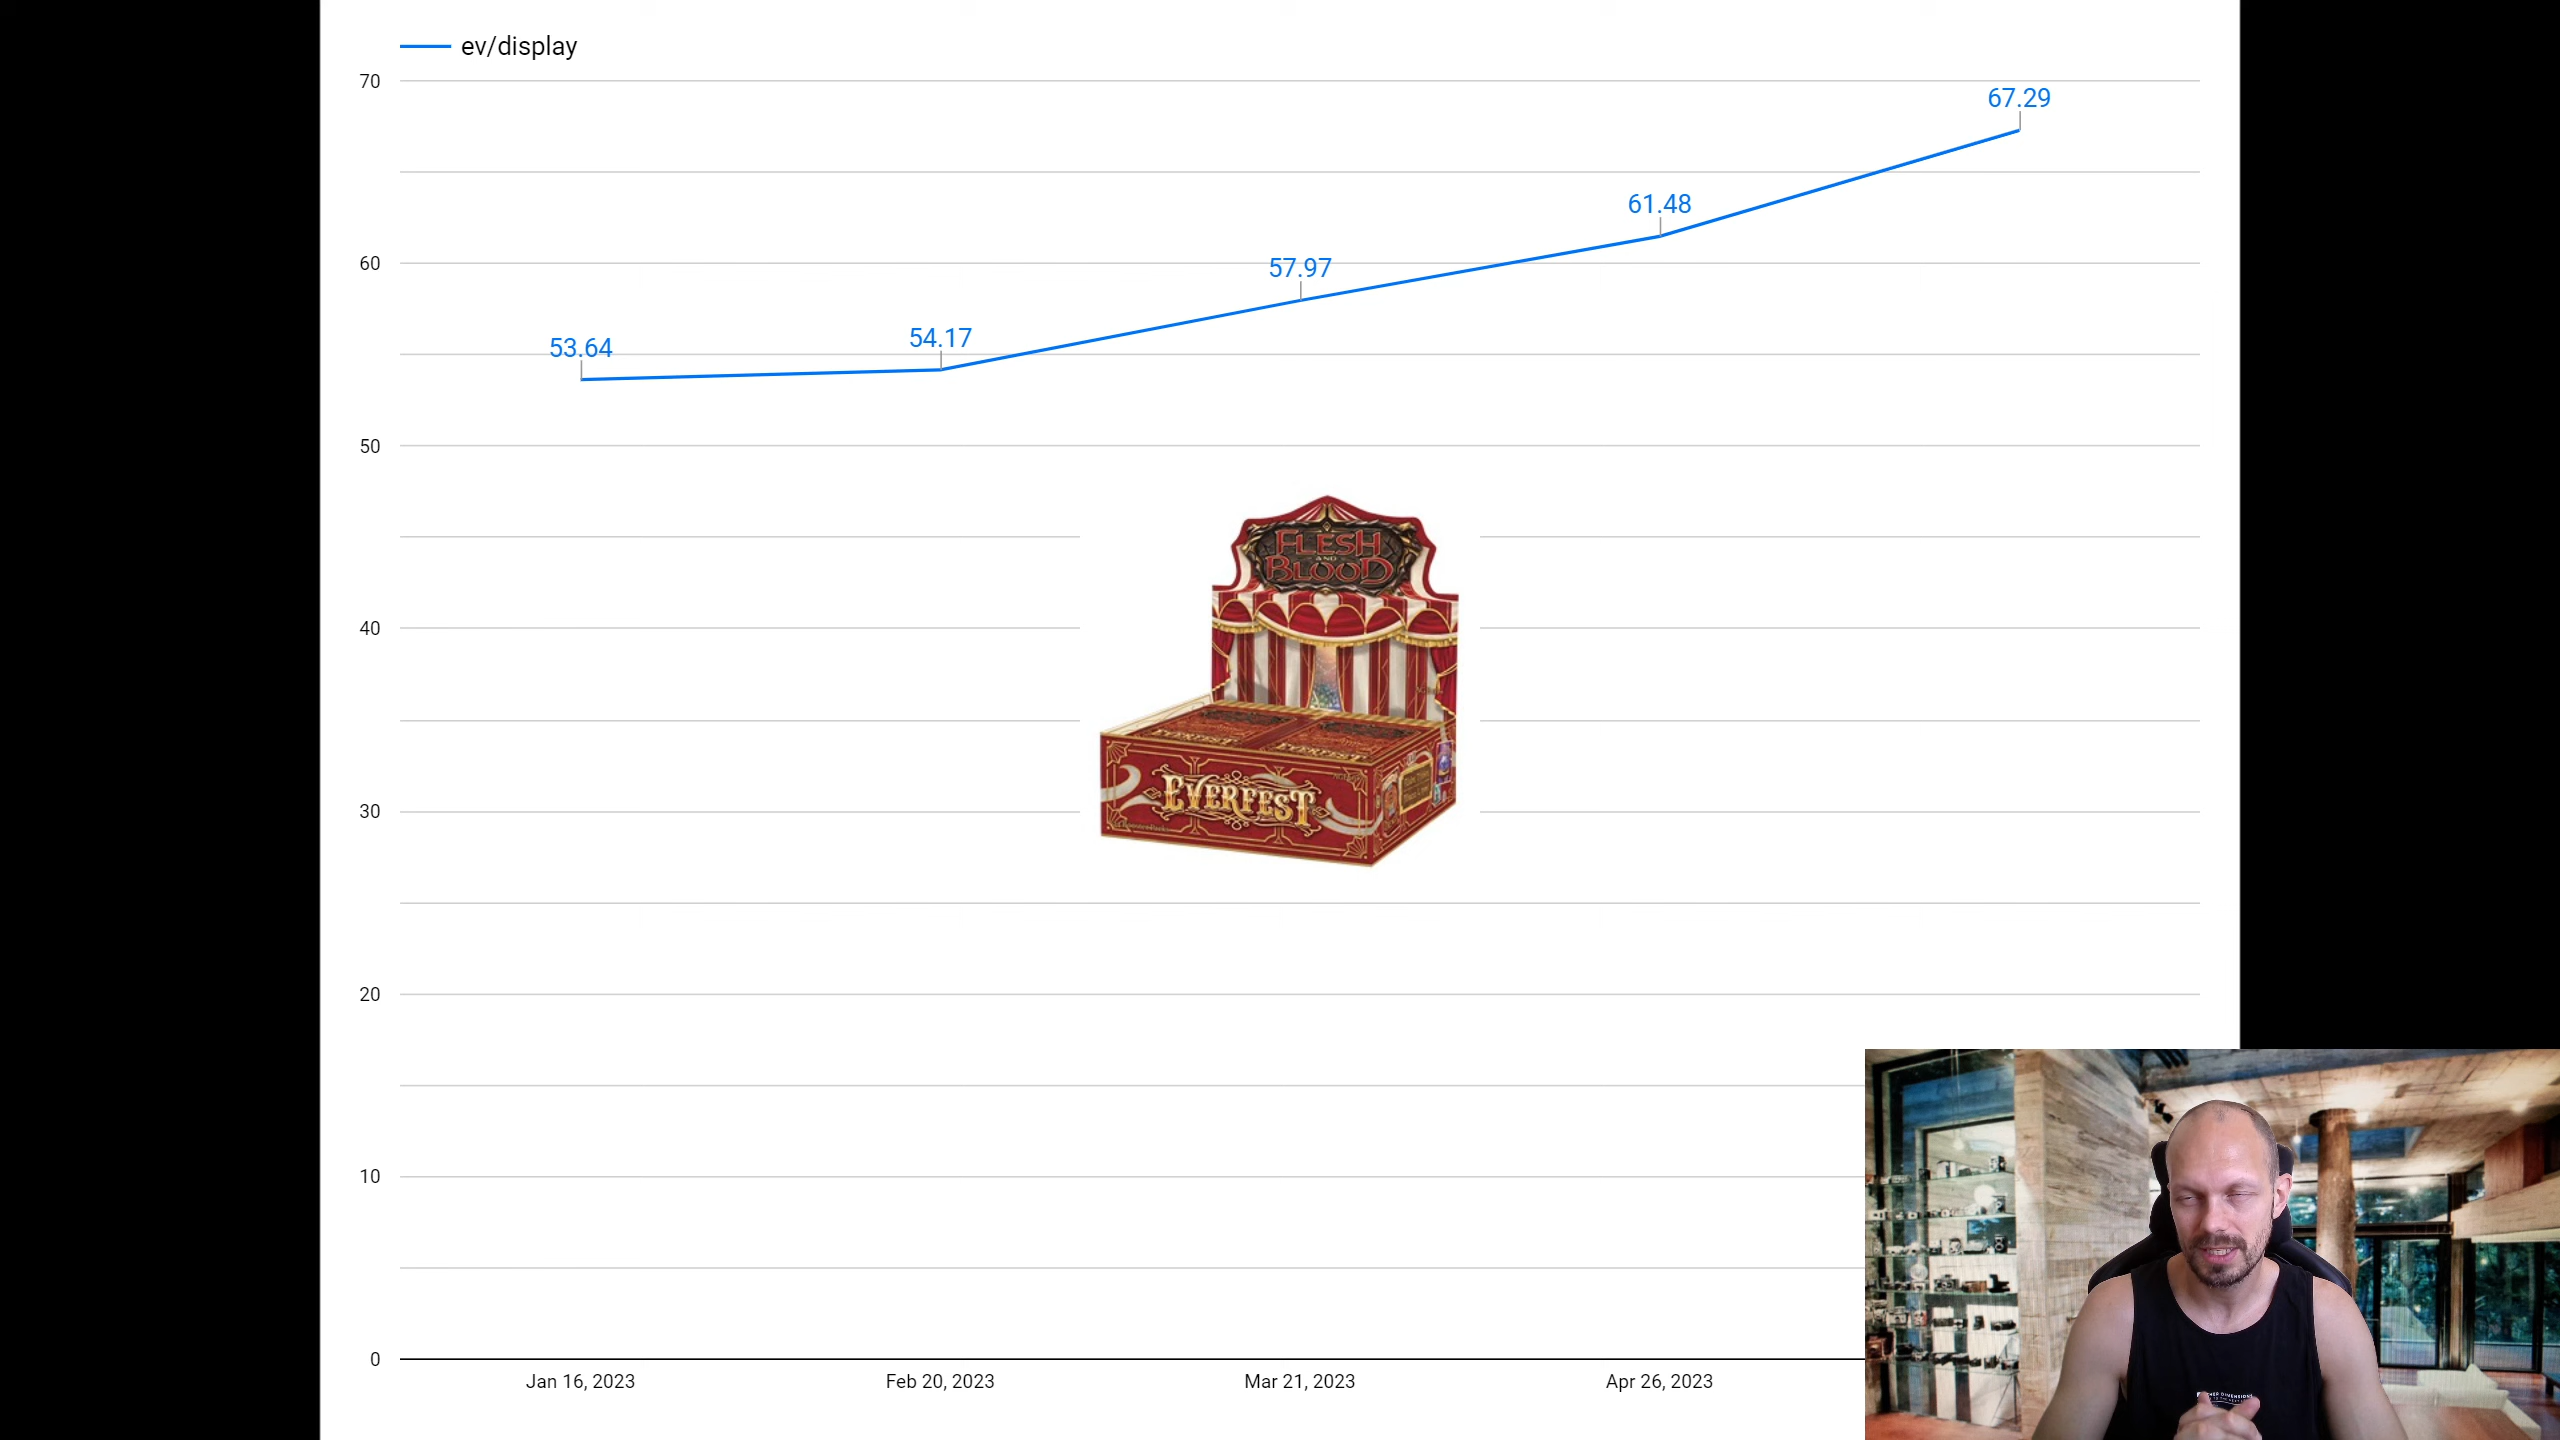 ev/display
70
67.29
61.48
60
57.97
54.17
53.64
50
FLESH
AND
BLOOD
40
EVERFEST
30
20
10
0
Jan 16, 2023
Feb 20, 2023
Mar 21, 2023
Apr 26, 2023